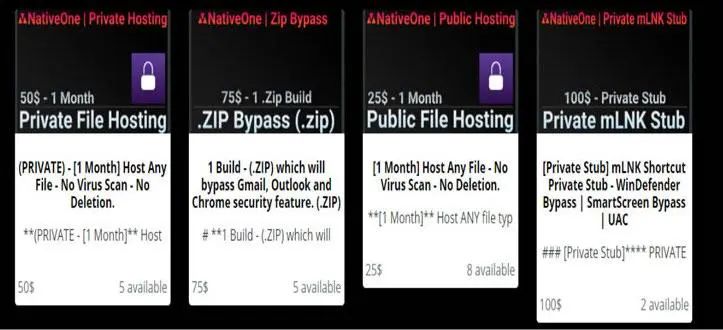 NativeOne | Private Hosting
50$ - 1 Month
Private File Hosting
(PRIVATE) - [1 Month] Host Any
File - No Virus Scan - No
Deletion.
**(PRIVATE - [1 Month]** Host
50$ 5 available
NativeOne | Zip Bypass
75$ - 1 .Zip Build
.ZIP Bypass (.zip)
1 Build - (.ZIP) which will
bypass Gmail, Outlook and
Chrome security feature. (.ZIP)
# **1 Build - (.ZIP) which will
75$ 5 available
NativeOne | Public Hosting
25$ - 1 Month
Public File Hosting
[1 Month] Host Any File - No
Virus Scan - No Deletion.
**[1 Month]** Host ANY file typ
25$ 8 available
NativeOne | Private mLNK Stub
100$ - Private Stub
Private mLNK Stub
[Private Stub] mLNK Shortcut
Private Stub - WinDefender
Bypass | SmartScreen Bypass
| UAC
### [Private Stub]**** PRIVATE
100$ 2 available